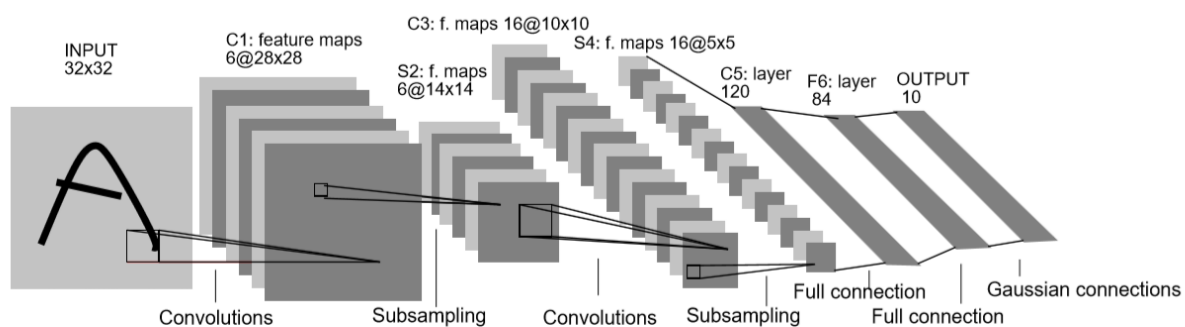 INPUT
32x32
C1: feature maps
6@28x28
S2: f. maps
6@14x14
C3: f. maps 16@10x10
S4: f. maps 16@5x5
C5: layer
120
F6: layer
84
OUTPUT
10
Convolutions
Subsampling
Convolutions
Subsampling
Full connection
Full connection
Gaussian connections
A